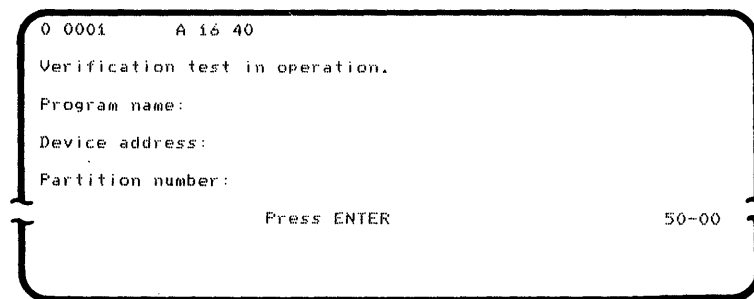 0 0001 A 16 40
Verification test in operation.
Program name:
Device address:
Partition number:
Press ENTER 50-00